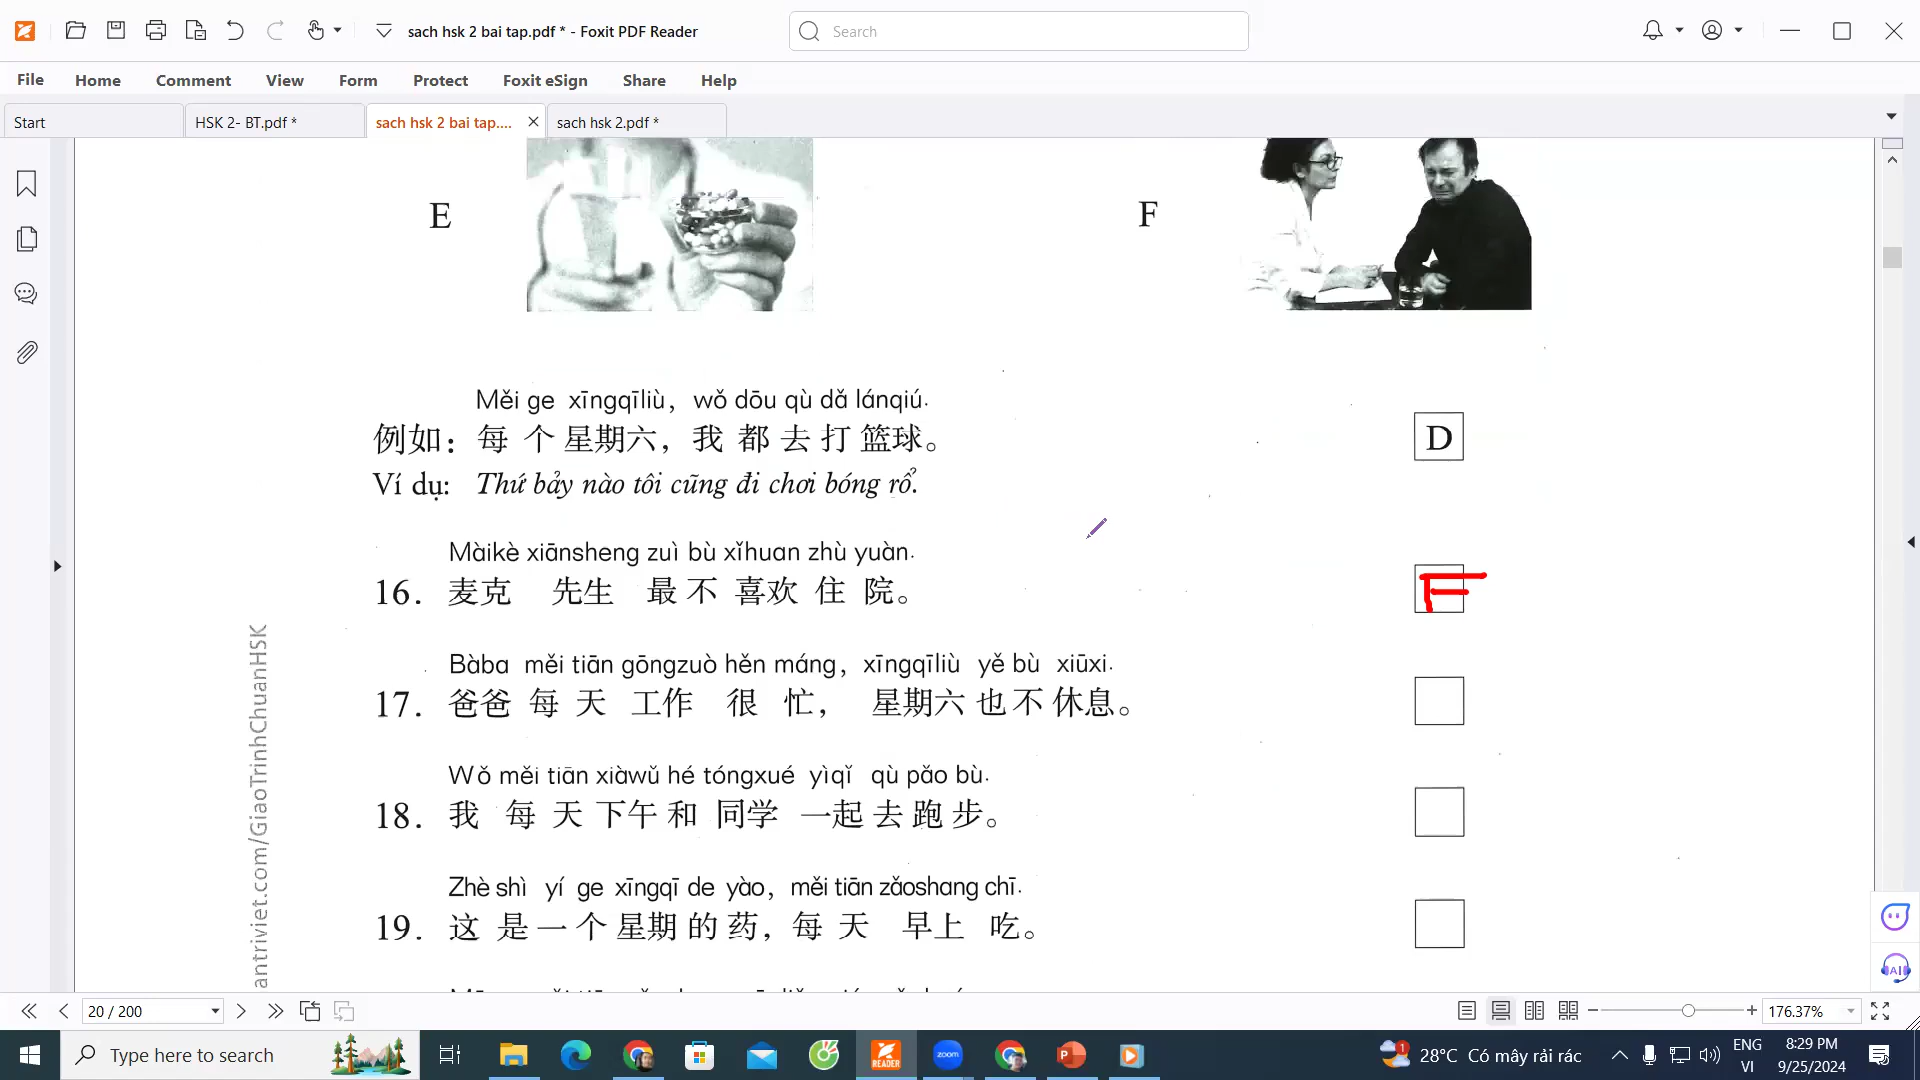 sach hsk 2 bai tap.pdf * - Foxit PDF Reader
Search
File Home Comment View Form Protect Foxit eSign Share Help
Start
HSK 2- BT.pdf *
sach hsk 2 bai tap....
sach hsk 2.pdf *
E
F
Měi ge xīngqīliù, wǒ dōu qù dǎ lánqiú.
例如: 每 个 星期六, 我 都 去 打 篮球。
D
Ví dụ: Thứ bảy nào tôi cũng đi chơi bóng rổ.
Màikè xiānsheng zuì bù xǐhuan zhù yuàn.
16. 麦克 先生 最 不 喜欢 住 院。
F
Bàba měi tiān gōngzuò hěn máng, xīngqīliù yě bù xiūxi.
17. 爸爸 每 天 工作 很 忙, 星期六 也 不 休息。
Wǒ měi tiān xiàwǔ hé tóngxué yìqǐ qù pǎo bù.
18. 我 每 天 下午 和 同学 一起 去 跑 步。
Zhè shì yí ge xīngqī de yào, měi tiān zǎoshang chī.
19. 这 是 一 个 星期 的 药, 每 天 早上 吃。
antriviet.com/GiaoTrinhChuanHSK
20 / 200
176.37%
Type here to search
READER
zoom
28°C Có mây rải rác
ENG
VI
8:29 PM
9/25/2024
AI
1